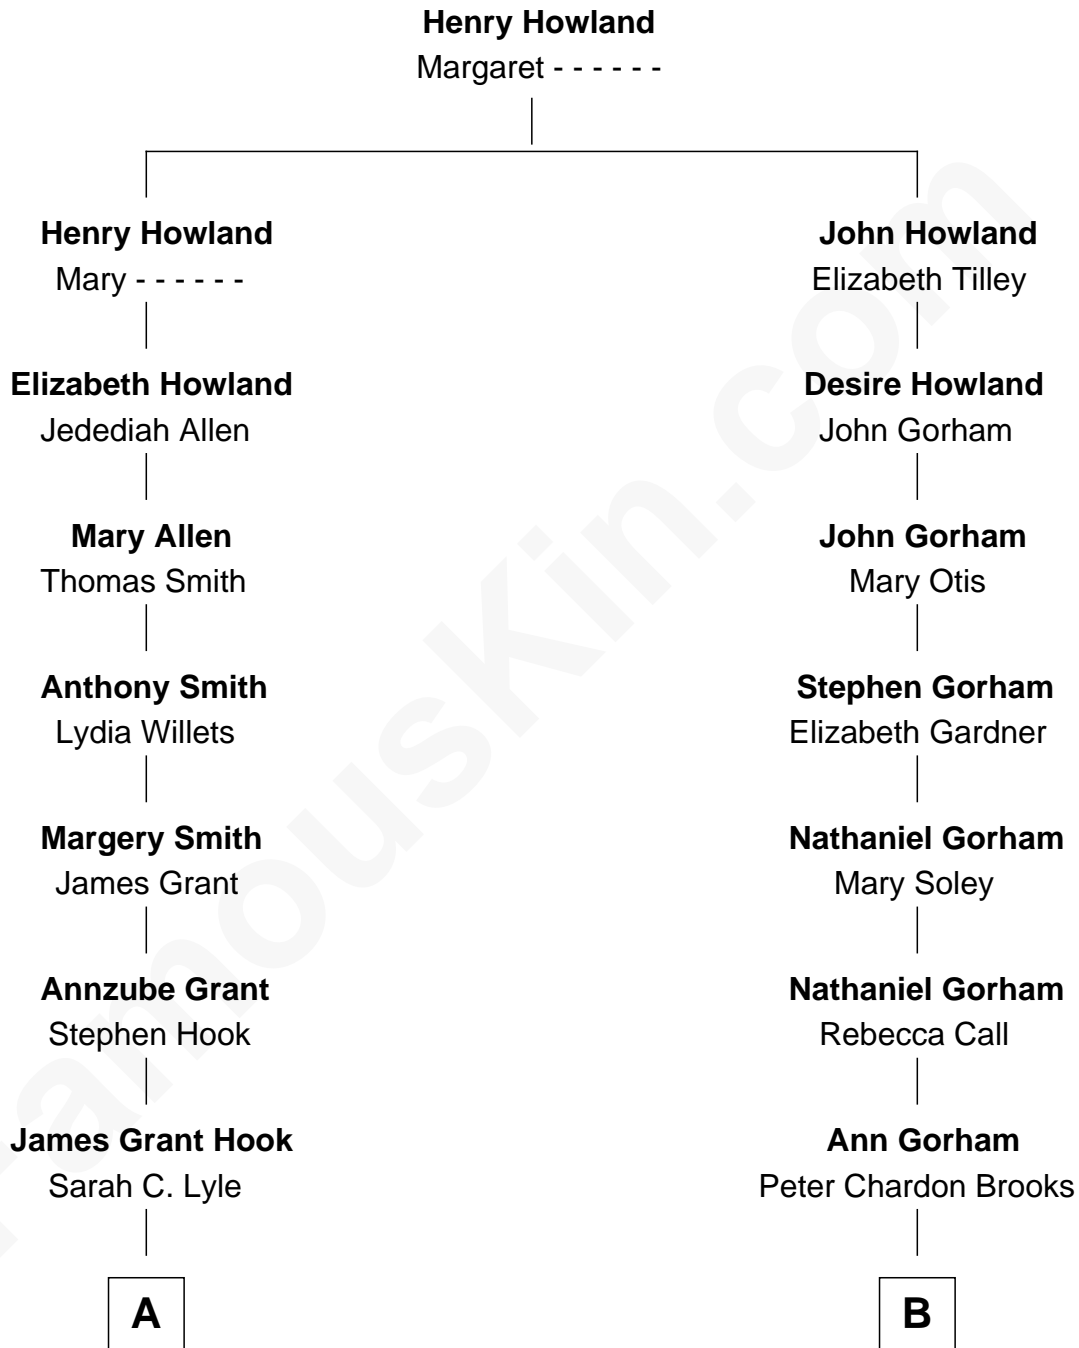 Henry Howland
Margaret - - - - - -
Henry Howland
Mary - - - - - -
Elizabeth Howland
Jedediah Allen
Mary Allen
Thomas Smith
Anthony Smith
Lydia Willets
Margery Smith
James Grant
Annzube Grant
Stephen Hook
James Grant Hook
Sarah C. Lyle
A
John Howland
Elizabeth Tilley
Desire Howland
John Gorham
John Gorham
Mary Otis
Stephen Gorham
Elizabeth Gardner
Nathaniel Gorham
Mary Soley
Nathaniel Gorham
Rebecca Call
Ann Gorham
Peter Chardon Brooks
B
FamousKin.com